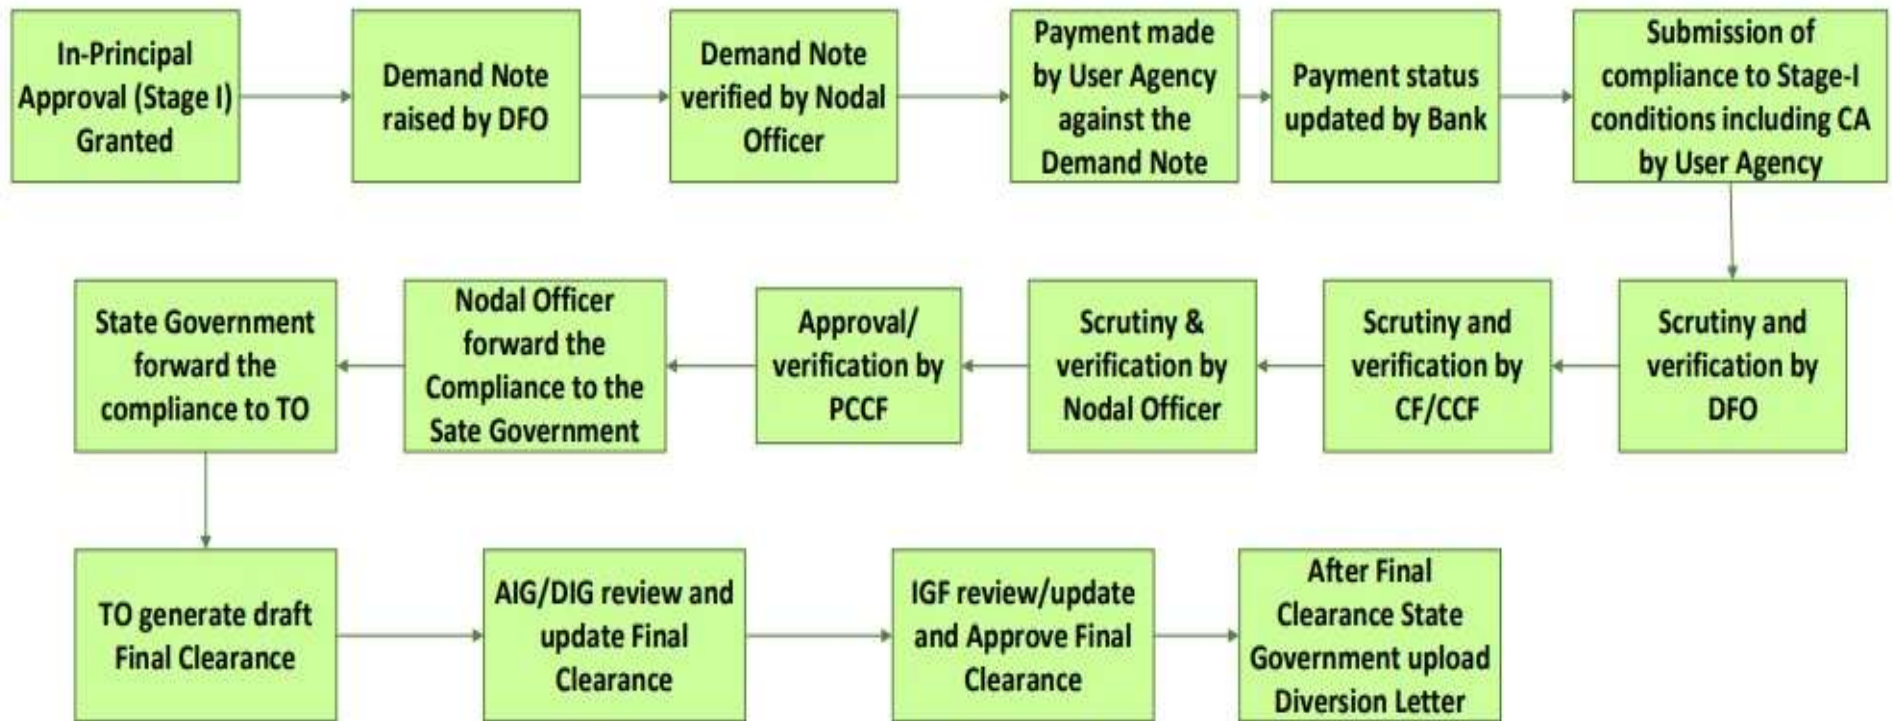 In-Principal
Approval (Stage I)
Granted
Demand Note
raised by DFO
Demand Note
verified by Nodal
Officer
Payment made
by User Agency
against the
Demand Note
Payment status
updated by Bank
Submission of
compliance to Stage-I
conditions including CA
by User Agency
Scrutiny and
verification by
DFO
Scrutiny and
verification by
CF/CCF
Scrutiny &
verification by
Nodal Officer
Approval/
verification by
PCCF
Nodal Officer
forward the
Compliance to the
Sate Government
State Government
forward the
compliance to TO
TO generate draft
Final Clearance
AIG/DIG review and
update Final
Clearance
IGF review/update
and Approve Final
Clearance
After Final
Clearance State
Government upload
Diversion Letter